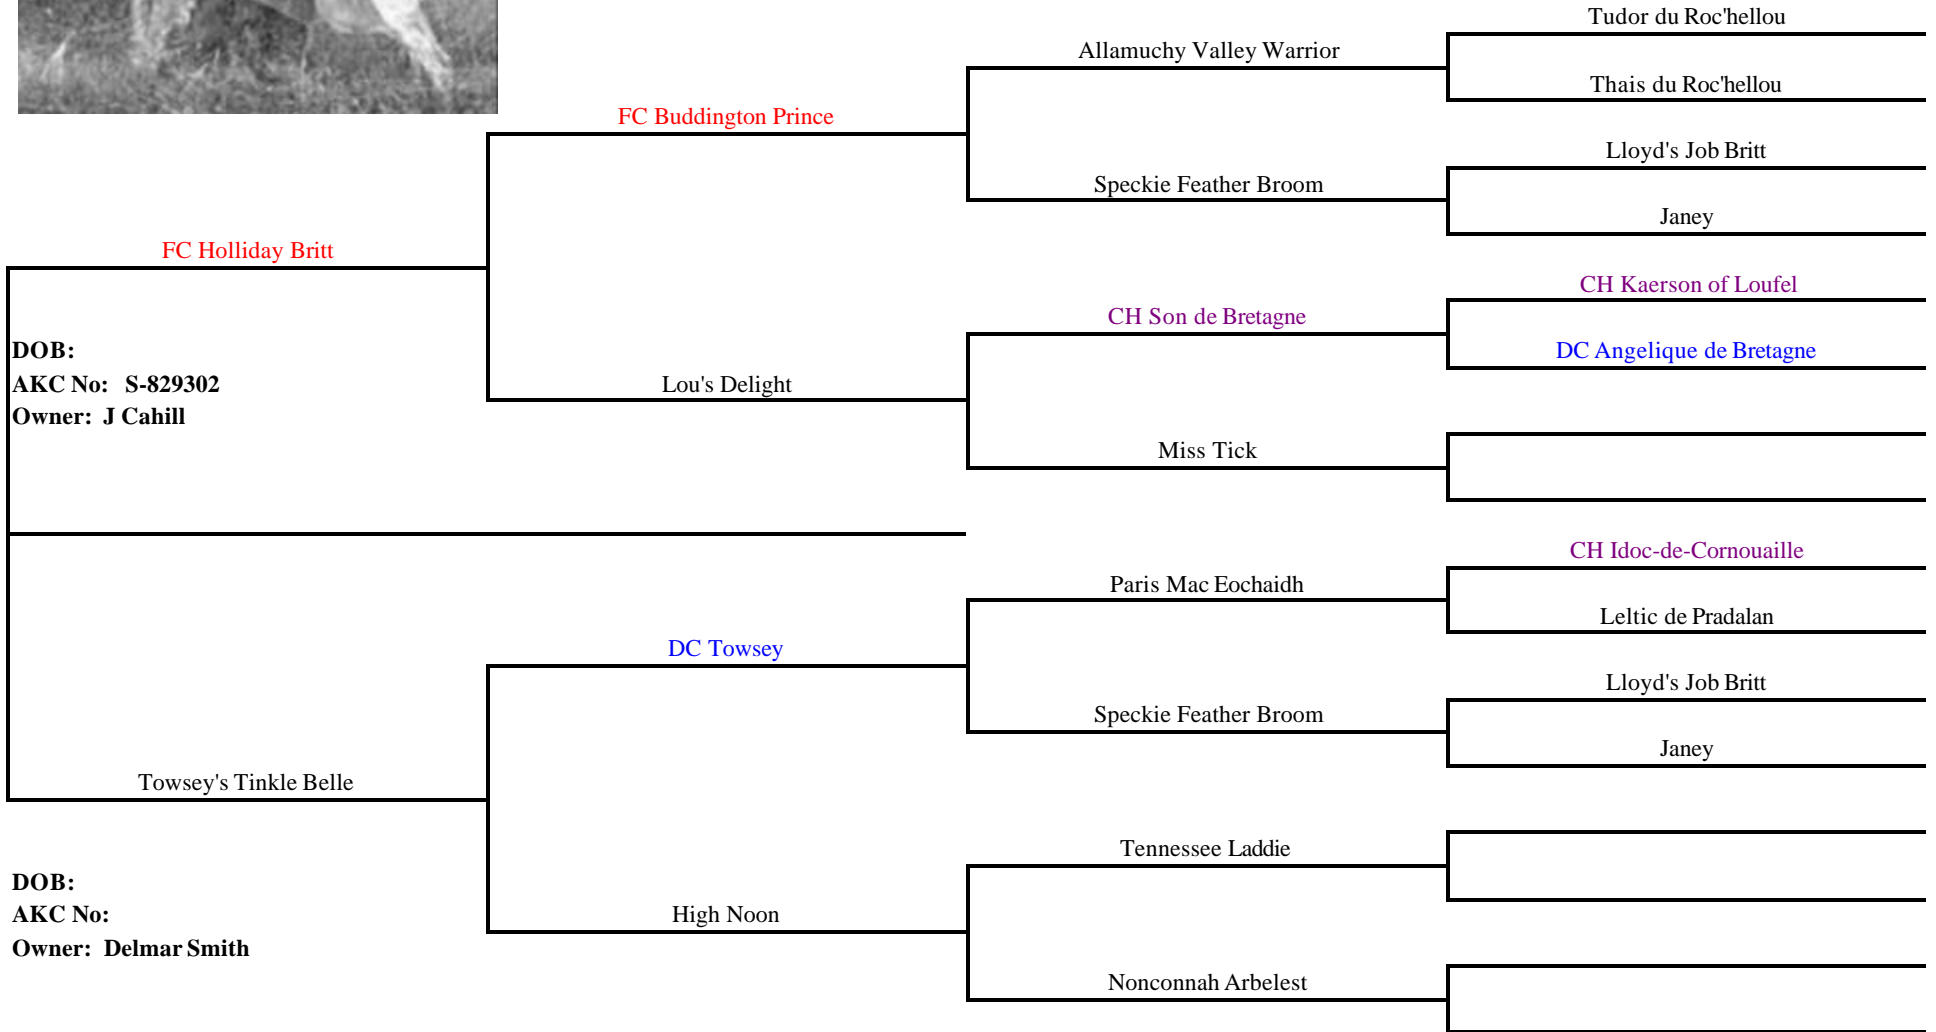 Tudor du Roc'hellou
Allamuchy Valley Warrior
Thais du Roc'hellou
FC Buddington Prince
Lloyd's Job Britt
Speckie Feather Broom
Janey
FC Holliday Britt
CH Kaerson of Loufel
CH Son de Bretagne
DC Angelique de Bretagne
DOB:
AKC No: S-829302
Owner: J Cahill
Lou's Delight
Miss Tick
CH Idoc-de-Cornouaille
Paris Mac Eochaidh
Leltic de Pradalan
DC Towsey
Lloyd's Job Britt
Speckie Feather Broom
Janey
Towsey's Tinkle Belle
Tennessee Laddie
DOB:
AKC No:
Owner: Delmar Smith
High Noon
Nonconnah Arbelest